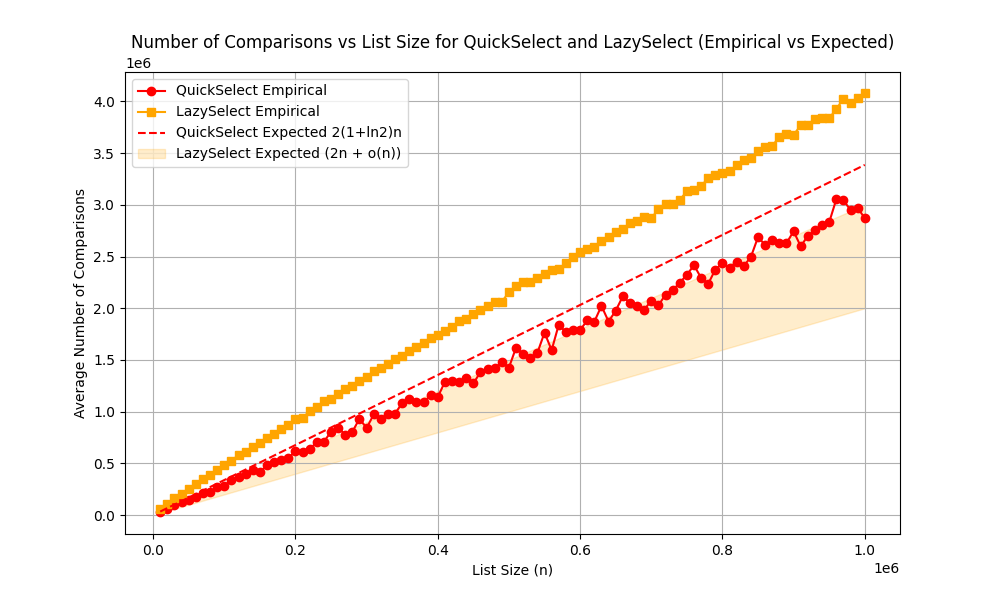 Number of Comparisons vs List Size for QuickSelect and LazySelect (Empirical vs Expected)
1e6
QuickSelect Empirical
LazySelect Empirical
QuickSelect Expected 2(1+ln2)n
LazySelect Expected (2n + o(n))
Average Number of Comparisons
4.0
3.5
3.0
2.5
2.0
1.5
1.0
0.5
0.0
0.0 0.2 0.4 0.6 0.8 1.0
List Size (n)
1e6